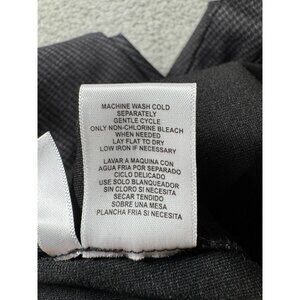 MACHINE WASH COLD
SEPARATELY
GENTLE CYCLE
ONLY NON-CHLORINE BLEACH
WHEN NEEDED
LAY FLAT TO DRY
LOW IRON IF NECESSARY
LAVAR A MAQUINA CON
AGUA FRIA POR SEPARADO
CICLO DELICADO
USE SOLO BLANQUEADOR
SIN CLORO SI NECESITA
SECAR TENOIDO
SOBRE UNA MESA
PLANCHA FRIA SI NECESITA